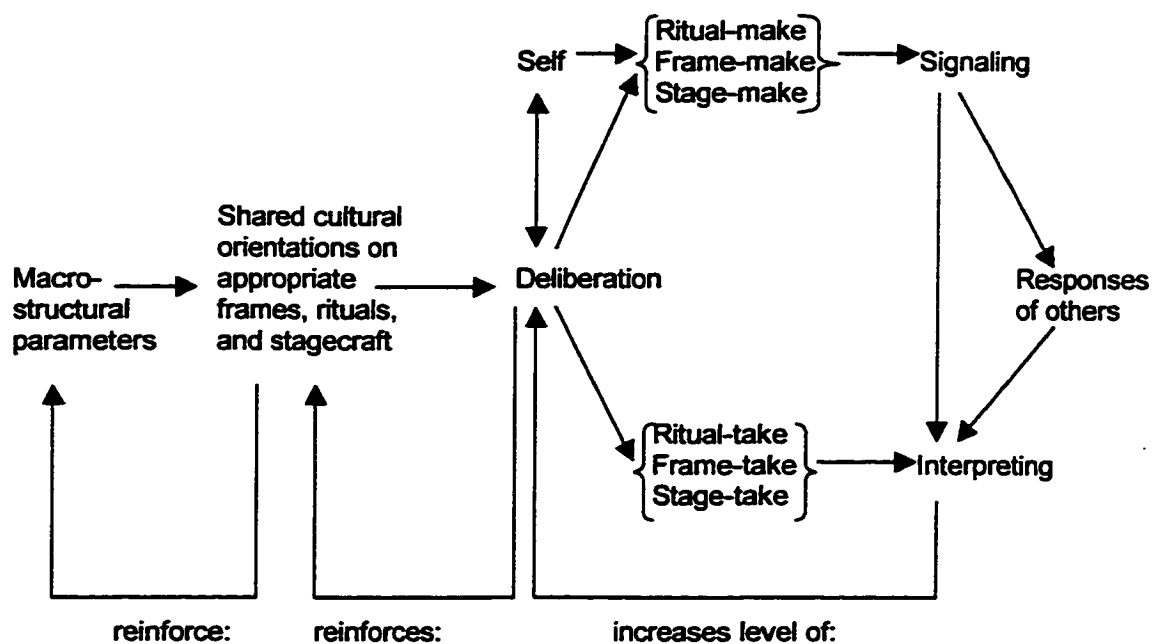 Self
Ritual-make
Frame-make
Stage-make
Signaling
Macro-
structural
parameters
Shared cultural
orientations on
appropriate
frames, rituals,
and stagecraft
Deliberation
Responses
of others
Ritual-take
Frame-take
Stage-take
Interpreting
reinforce:
reinforces:
increases level of: